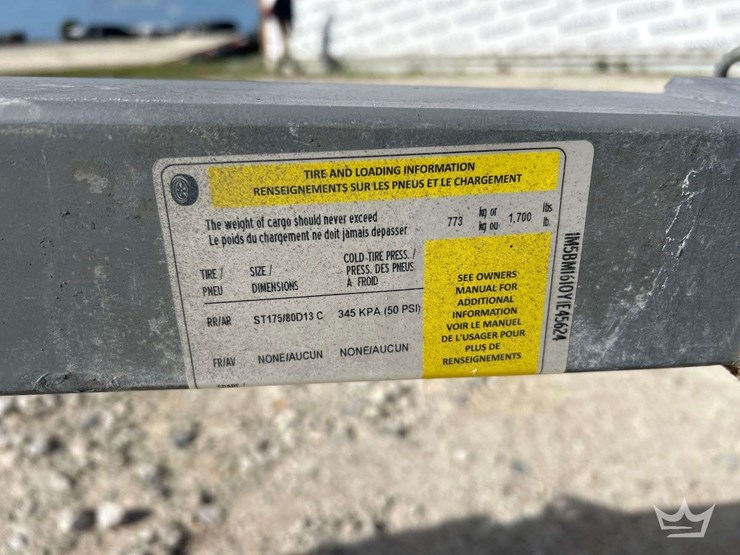 TIRE AND LOADING INFORMATION
RENSEIGNEMENTS SUR LES PNEUS ET LE CHARGEMENT
The weight of cargo should never exceed 773 kg or 1,700 lbs
Le poids du chargement ne doit jamais dépasser kg ou lb.
TIRE / SIZE / COLD TIRE PRESS. /
PNEU DIMENSIONS PRESS. DES PNEUS
A FROID
RR/AR ST175/80D13 C 345 KPA (50 PSI)
FR/AV NONE/AUCUN NONE/AUCUN
SEE OWNERS
MANUAL FOR
ADDITIONAL
INFORMATION
VOIR LE MANUEL
DE L'USAGER POUR
PLUS DE
RENSEIGNEMENTS
1M5BM1610Y1E45624